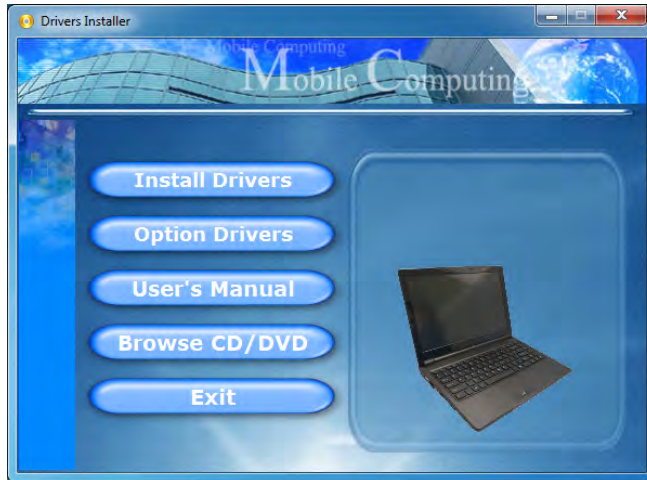 Drivers Installer
Mobile Computing
Mobile Computing
Install Drivers
Option Drivers
User's Manual
Browse CD/DVD
Exit